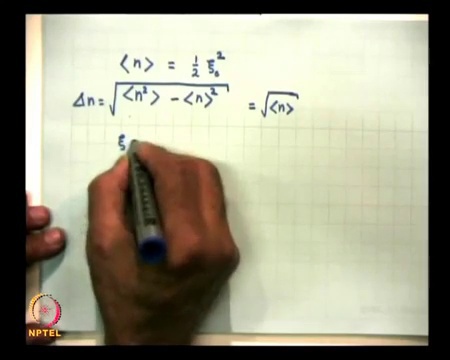 ⟨n⟩ = 1/2 ξ₀²
Δn = √(⟨n²⟩ - ⟨n⟩²) = √⟨n⟩
ξ
NPTEL